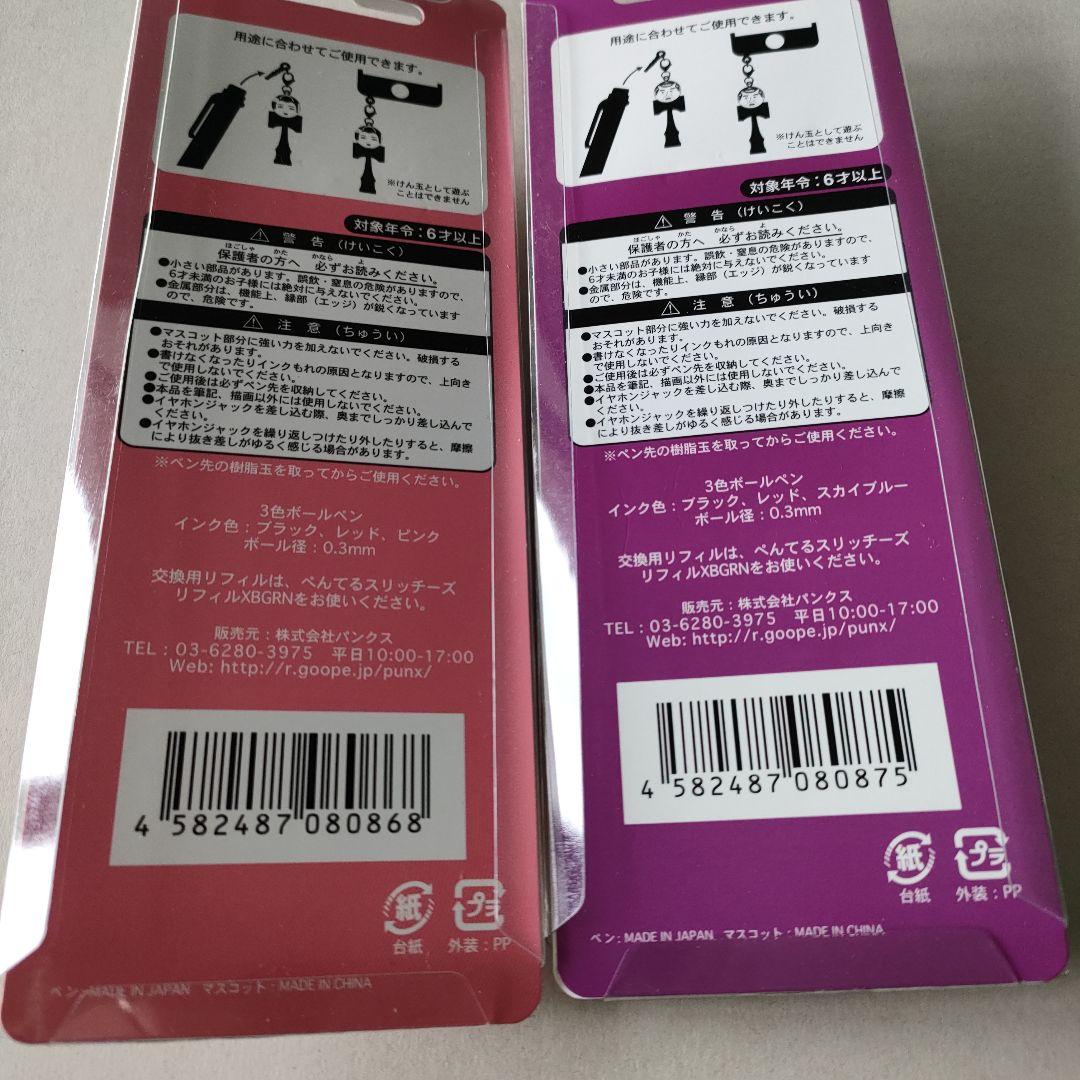 用途に合わせてご使用できます。
※けん玉として遊ぶ
ことはできません
対象年令：6才以上
⚠ 警告（けいこく）
ほごしゃ かた かなら よ
保護者の方へ 必ずお読みください。
●小さい部品があります。誤飲・窒息の危険がありますので、
6才未満のお子様には絶対に与えないでください。
●金属部分は、機能上、縁部（エッジ）が鋭くなっています
ので、危険です。
⚠ 注意（ちゅうい）
●マスコット部分に強い力を加えないでください。破損する
おそれがあります。
●書けなくなったりインクもれの原因となりますので、上向き
で使用しないでください。
●ご使用後は必ずペン先を収納してください。
●本品を筆記、描画以外には使用しないでください。
●イヤホンジャックを差し込む際、奥までしっかり差し込んで
ください。
●イヤホンジャックを繰り返しつけたり外したりすると、摩擦
により抜き差しがゆるく感じる場合があります。
※ペン先の樹脂玉を取ってからご使用ください。
3色ボールペン
インク色：ブラック、レッド、ピンク
ボール径：0.3mm
交換用リフィルは、ぺんてるスリッチーズ
リフィルXBGRNをお使いください。
販売元：株式会社パンクス
TEL：03-6280-3975 平日10:00-17:00
Web: http://r.goope.jp/punx/
4 582487 080868
紙
プラ
台紙 外装：PP
ペン：MADE IN JAPAN マスコット：MADE IN CHINA
用途に合わせてご使用できます。
※けん玉として遊ぶ
ことはできません
対象年令：6才以上
⚠ 警告（けいこく）
ほごしゃ かた かなら よ
保護者の方へ 必ずお読みください。
●小さい部品があります。誤飲・窒息の危険がありますので、
6才未満のお子様には絶対に与えないでください。
●金属部分は、機能上、縁部（エッジ）が鋭くなっています
ので、危険です。
⚠ 注意（ちゅうい）
●マスコット部分に強い力を加えないでください。破損する
おそれがあります。
●書けなくなったりインクもれの原因となりますので、上向き
で使用しないでください。
●ご使用後は必ずペン先を収納してください。
●本品を筆記、描画以外には使用しないでください。
●イヤホンジャックを差し込む際、奥までしっかり差し込んで
ください。
●イヤホンジャックを繰り返しつけたり外したりすると、摩擦
により抜き差しがゆるく感じる場合があります。
※ペン先の樹脂玉を取ってからご使用ください。
3色ボールペン
インク色：ブラック、レッド、スカイブルー
ボール径：0.3mm
交換用リフィルは、ぺんてるスリッチーズ
リフィルXBGRNをお使いください。
販売元：株式会社パンクス
TEL：03-6280-3975 平日10:00-17:00
Web: http://r.goope.jp/punx/
4 582487 080875
紙
プラ
台紙 外装：PP
ペン：MADE IN JAPAN マスコット：MADE IN CHINA